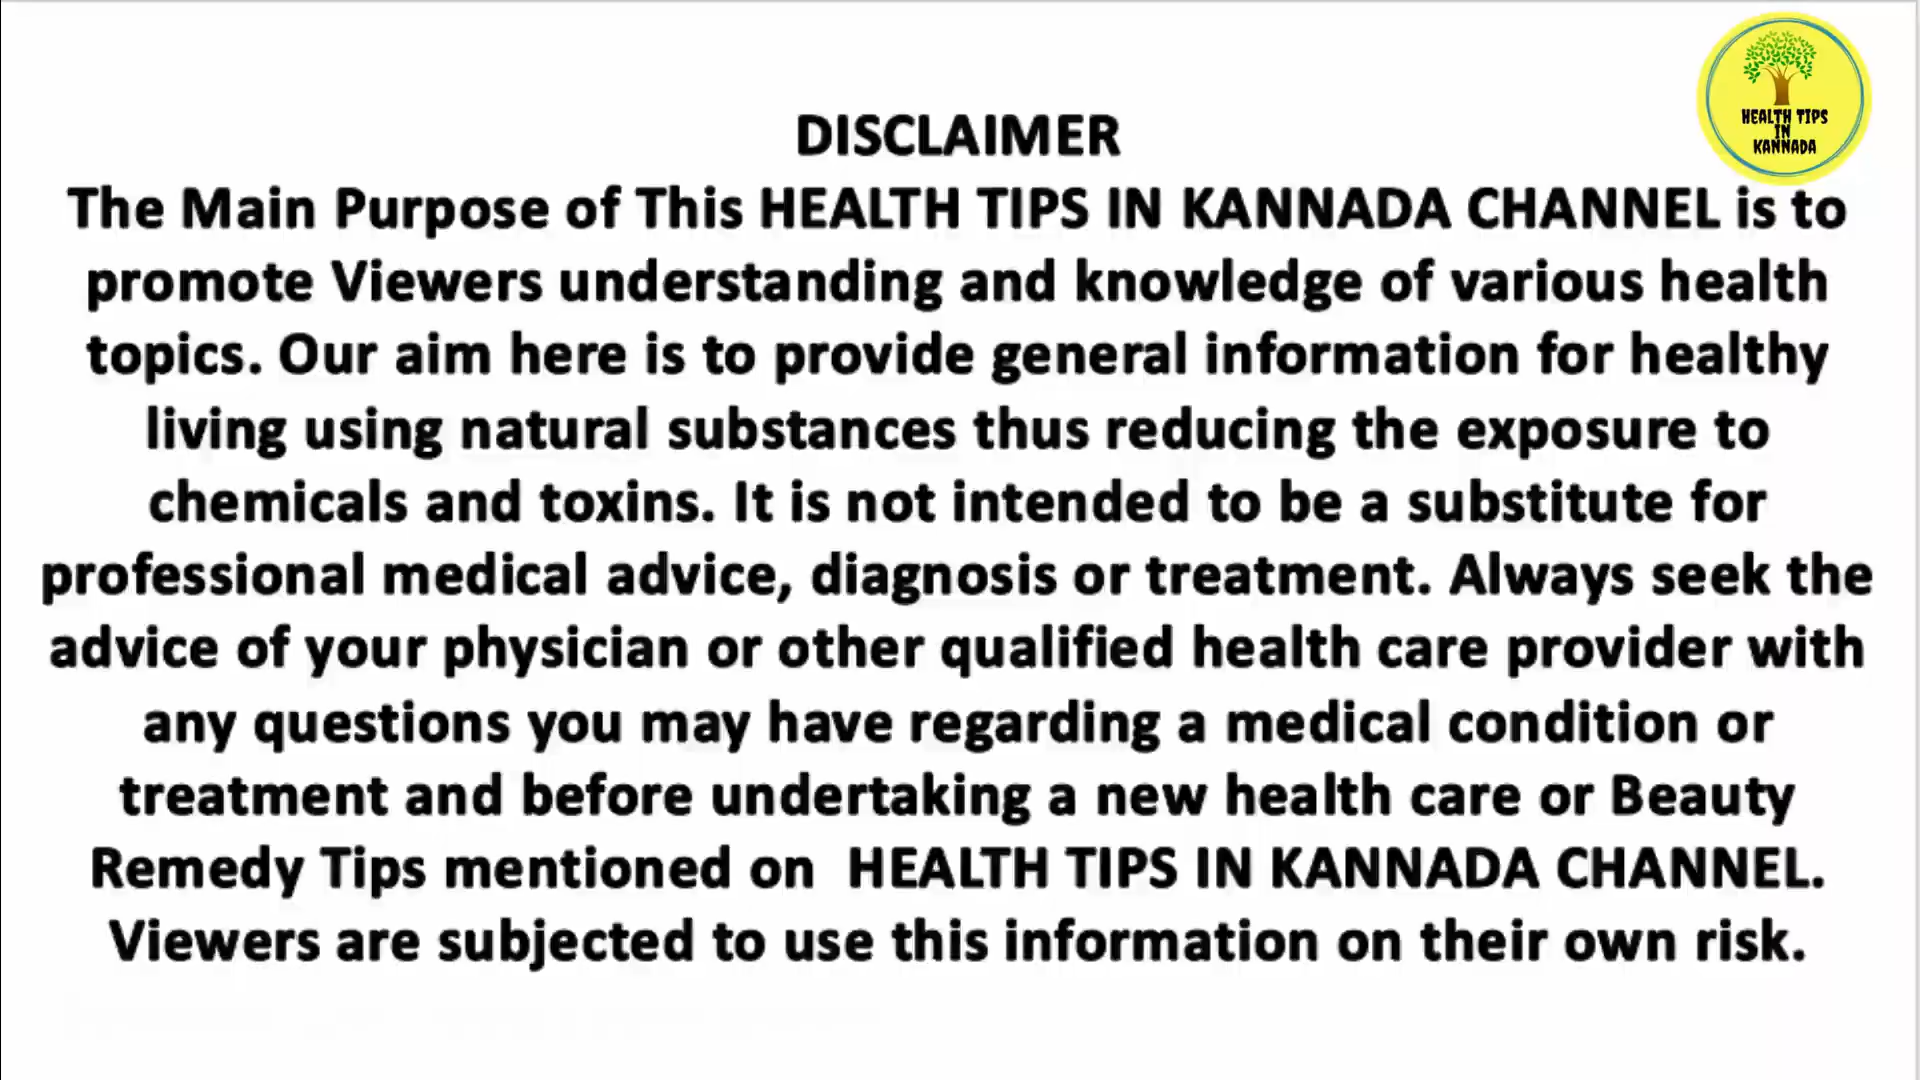 HEALTH TIPS
IN
KANNADA
DISCLAIMER
The Main Purpose of This HEALTH TIPS IN KANNADA CHANNEL is to
promote Viewers understanding and knowledge of various health
topics. Our aim here is to provide general information for healthy
living using natural substances thus reducing the exposure to
chemicals and toxins. It is not intended to be a substitute for
professional medical advice, diagnosis or treatment. Always seek the
advice of your physician or other qualified health care provider with
any questions you may have regarding a medical condition or
treatment and before undertaking a new health care or Beauty
Remedy Tips mentioned on  HEALTH TIPS IN KANNADA CHANNEL.
Viewers are subjected to use this information on their own risk.